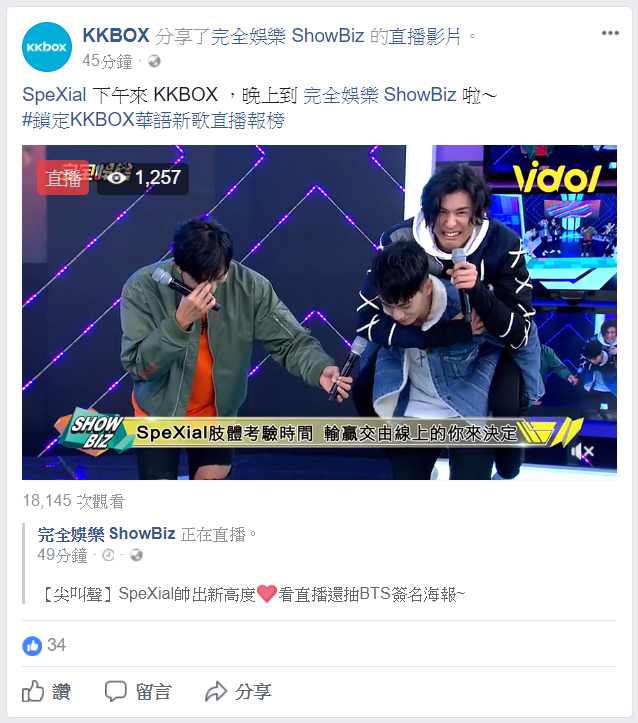 KKBOX 分享了完全娛樂 ShowBiz 的直播影片。
KKBOX
45分鐘 ·
SpeXial 下午來 KKBOX ，晚上到 完全娛樂 ShowBiz 啦～
#鎖定KKBOX華語新歌直播報榜
直播 1,257
Vidol
SHOW BIZ
SpeXial肢體考驗時間 輸贏交由線上的你來決定
18,145 次觀看
完全娛樂 ShowBiz 正在直播。
49分鐘 · ·
【尖叫聲】SpeXial帥出新高度❤看直播還抽BTS簽名海報~
34
讚 留言 分享